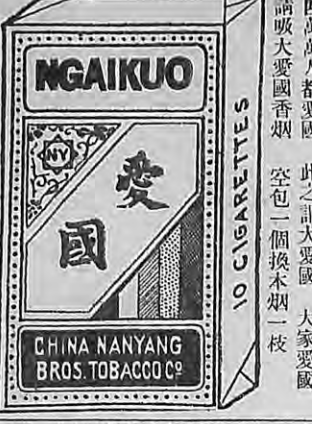 NGAIKUO
NY
愛
國
CHINA NANYANG
BROS. TOBACCO Cº
10 CIGARETTES
萬萬人都愛國 此之謂大愛國 大家愛國
請吸大愛國香烟 空包一個換本烟一枝